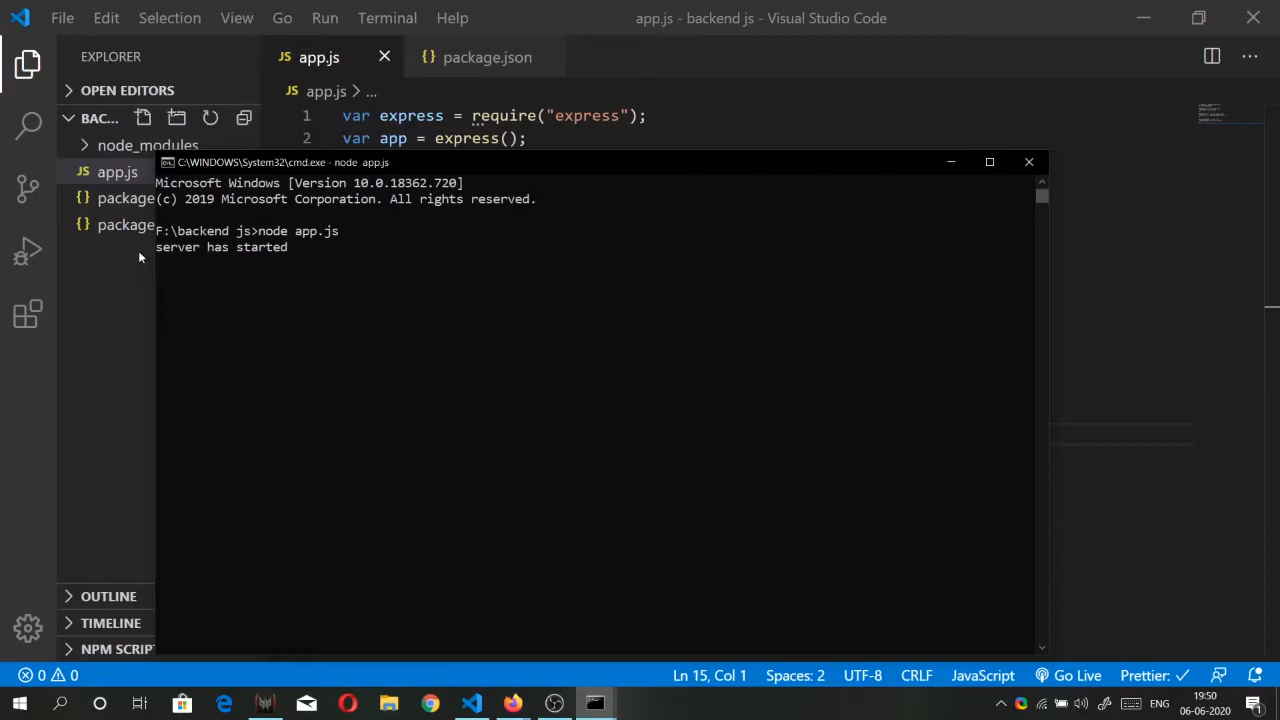 File Edit Selection View Go Run Terminal Help app.js - backend js - Visual Studio Code
EXPLORER
JS app.js
{} package.json
OPEN EDITORS
JS app.js > ...
BAC...
1 var express = require("express");
2 var app = express();
node_modules
JS app.js
{} package
{} package
C:\WINDOWS\System32\cmd.exe - node app.js
Microsoft Windows [Version 10.0.18362.720]
(c) 2019 Microsoft Corporation. All rights reserved.
F:\backend js>node app.js
server has started
OUTLINE
TIMELINE
NPM SCRIP
0 0 Ln 15, Col 1 Spaces: 2 UTF-8 CRLF JavaScript Go Live Prettier: ✓
ENG
19:50
06-06-2020
1